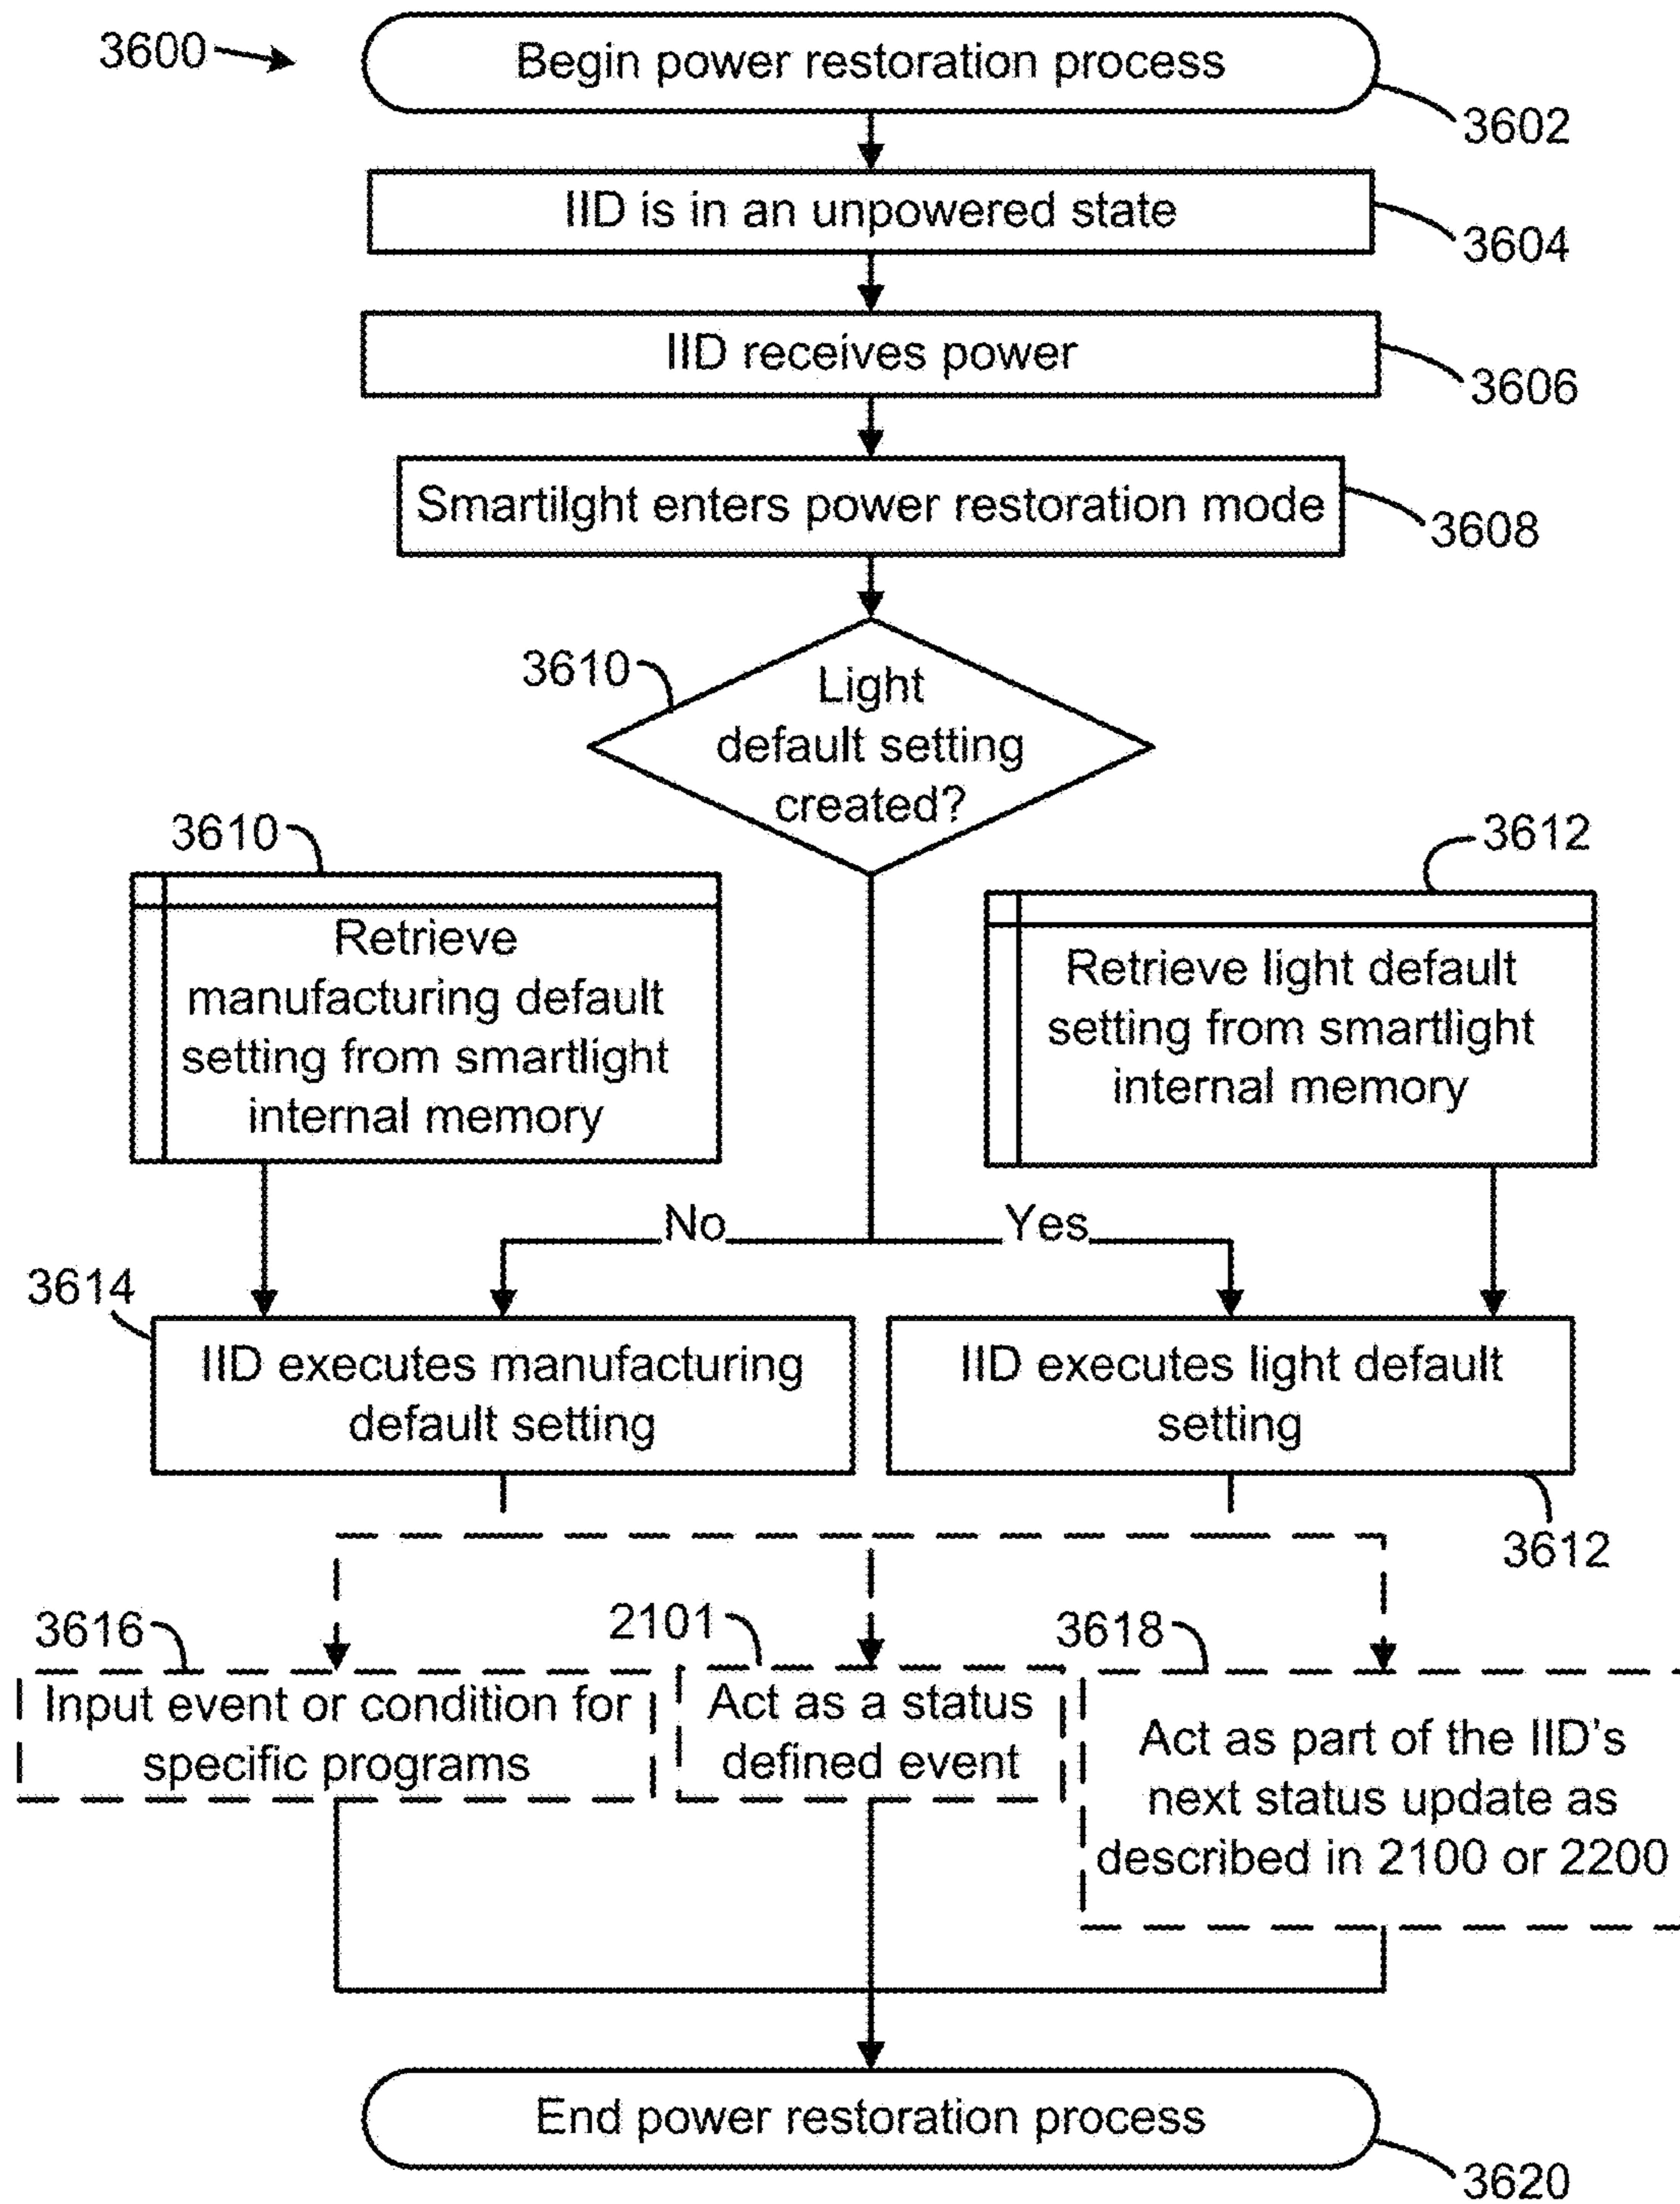 3600
Begin power restoration process
3602
IID is in an unpowered state
3604
IID receives power
3606
Smartilght enters power restoration mode
3608
3610
Light
default setting
created?
3610
Retrieve
manufacturing default
setting from smartlight
internal memory
3612
Retrieve light default
setting from smartlight
internal memory
No
Yes
3614
IID executes manufacturing
default setting
IID executes light default
setting
3612
3616
Input event or condition for
specific programs
2101
Act as a status
defined event
3618
Act as part of the IID's
next status update as
described in 2100 or 2200
End power restoration process
3620